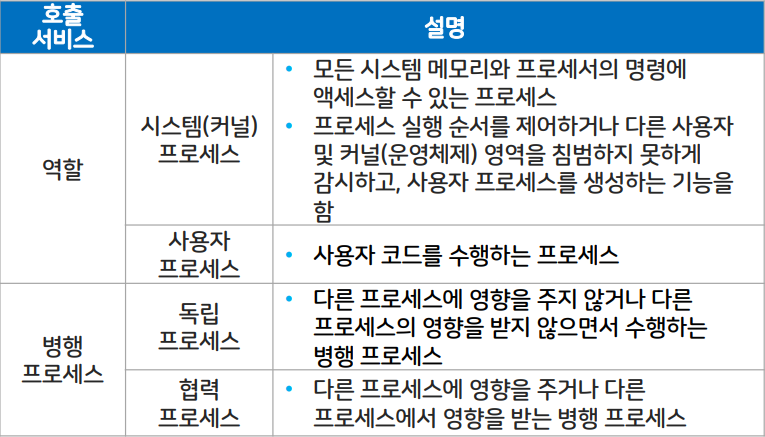 호출
서비스
설명
역할
시스템(커널)
프로세스
• 모든 시스템 메모리와 프로세서의 명령에
액세스할 수 있는 프로세스
• 프로세스 실행 순서를 제어하거나 다른 사용자
및 커널(운영체제) 영역을 침범하지 못하게
감시하고, 사용자 프로세스를 생성하는 기능을
함
사용자
프로세스
• 사용자 코드를 수행하는 프로세스
병행
프로세스
독립
프로세스
• 다른 프로세스에 영향을 주지 않거나 다른
프로세스의 영향을 받지 않으면서 수행하는
병행 프로세스
협력
프로세스
• 다른 프로세스에 영향을 주거나 다른
프로세스에서 영향을 받는 병행 프로세스